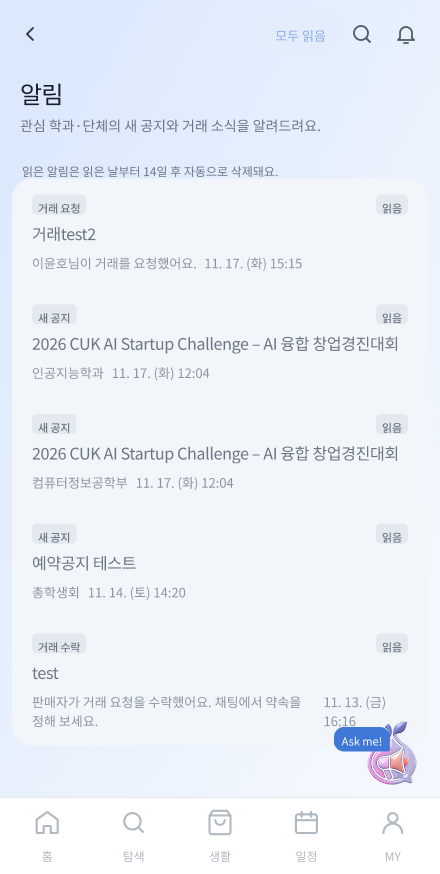 모두 읽음
알림
관심 학과·단체의 새 공지와 거래 소식을 알려드려요.
읽은 알림은 읽은 날부터 14일 후 자동으로 삭제돼요.
거래 요청 읽음
거래test2
이윤호님이 거래를 요청했어요. 11. 17. (화) 15:15
새 공지 읽음
2026 CUK AI Startup Challenge – AI 융합 창업경진대회
인공지능학과 11. 17. (화) 12:04
새 공지 읽음
2026 CUK AI Startup Challenge – AI 융합 창업경진대회
컴퓨터정보공학부 11. 17. (화) 12:04
새 공지 읽음
예약공지 테스트
총학생회 11. 14. (토) 14:20
거래 수락 읽음
test
판매자가 거래 요청을 수락했어요. 채팅에서 약속을 11. 13. (금)
정해 보세요. 16:16
Ask me!
홈 탐색 생활 일정 MY